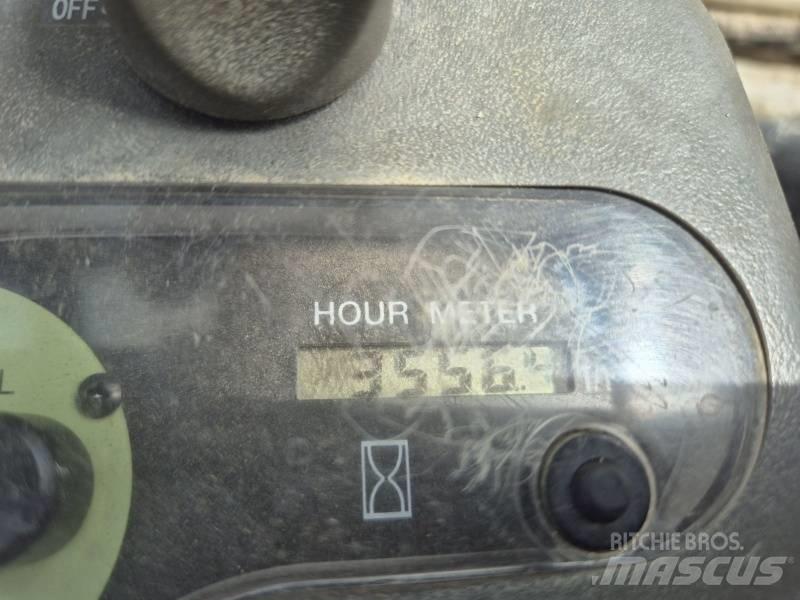 OFF
HOUR METER
3556.4
RITCHIE BROS.
MASCUS